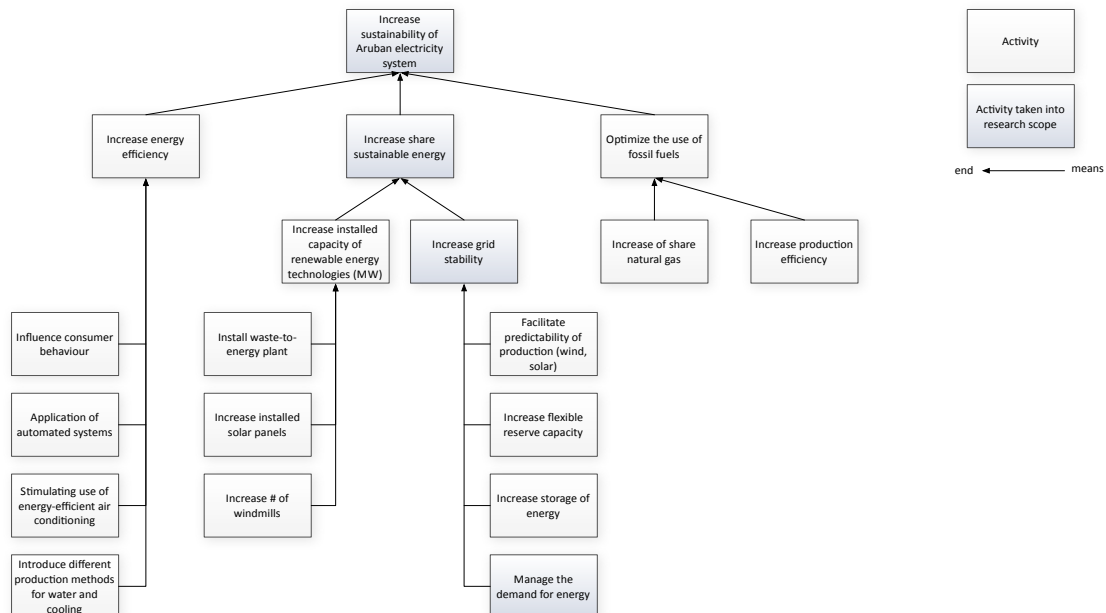 Increase
sustainability of
Aruban electricity
system
Activity
Increase energy
efficiency
Increase share
sustainable energy
Optimize the use of
fossil fuels
Activity taken into
research scope
end
means
Increase installed
capacity of
renewable energy
technologies (MW)
Increase grid
stability
Increase of share
natural gas
Increase production
efficiency
Influence consumer
behaviour
Install waste-to-
energy plant
Facilitate
predictability of
production (wind,
solar)
Application of
automated systems
Increase installed
solar panels
Increase flexible
reserve capacity
Stimulating use of
energy-efficient air
conditioning
Increase # of
windmills
Increase storage of
energy
Introduce different
production methods
for water and
cooling
Manage the
demand for energy